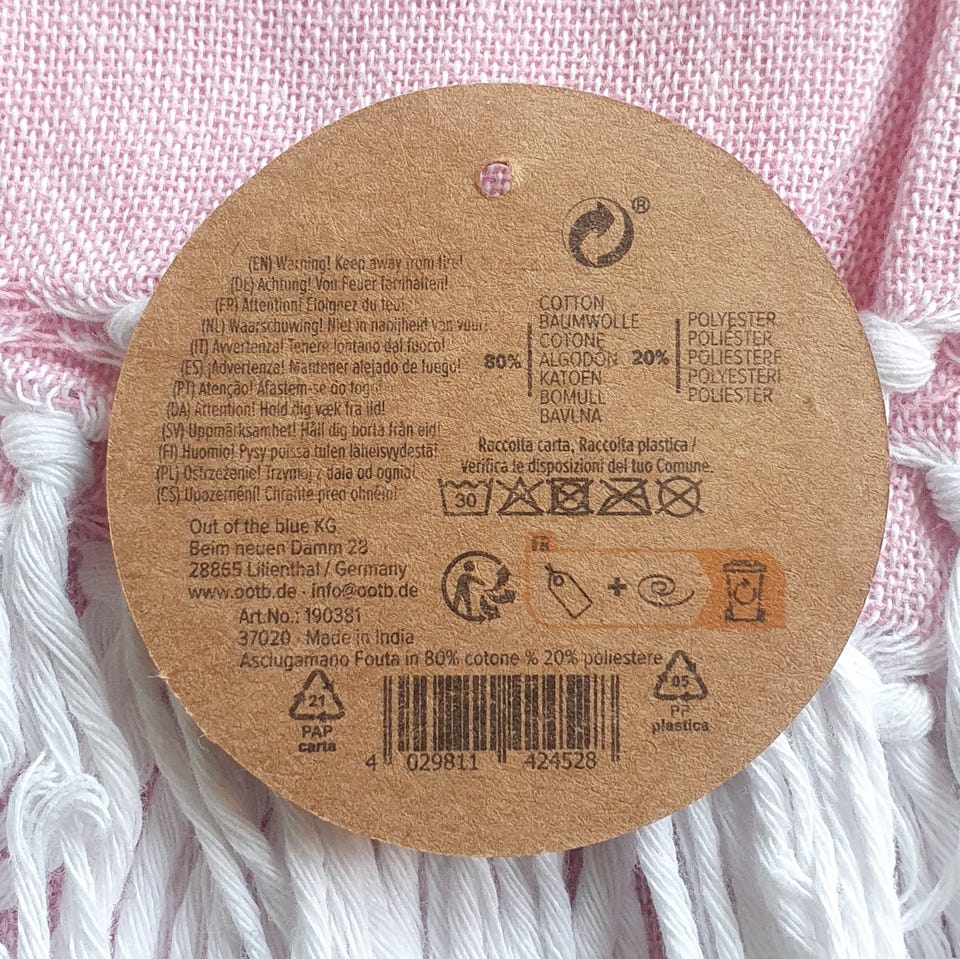 ®
(EN) Warning! Keep away from fire!
(DE) Achtung! Von Feuer fernhalten!
(FR) Attention! Eloignez du feu!
(NL) Waarschuwing! Niet in nabijheid van vuur!
(IT) Avvertenza! Tenere lontano dal fuoco!
(ES) ¡Advertenza! Mantener alejado de fuego!
(PT) Atenção! Afastem-se do fogo!
(DA) Attention! Hold dig væk fra ild!
(SV) Uppmärksamhet! Håll dig borta från eld!
(FI) Huomio! Pysy poissa tulen läheisyydestä!
(PL) Ostrzeżenie! Trzymaj z dala od ognia!
(CS) Upozornění! Chraňte před ohněm!
80%
COTTON
BAUMWOLLE
COTONE
ALGODÓN
KATOEN
BOMULL
BAVLNA
20%
POLYESTER
POLIESTER
POLIESTERE
POLYESTERI
POLIESTER
Raccolta carta, Raccolta plastica /
Verifica le disposizioni del tuo Comune.
30
Out of the blue KG
Beim neuen Damm 28
28865 Lilienthal / Germany
www.ootb.de - info@ootb.de
Art.No.: 190381
37020 Made in India
Asciugamano Fouta in 80% cotone % 20% poliestere
FR
+
21
PAP
carta
4 029811 424528
05
PP
plastica